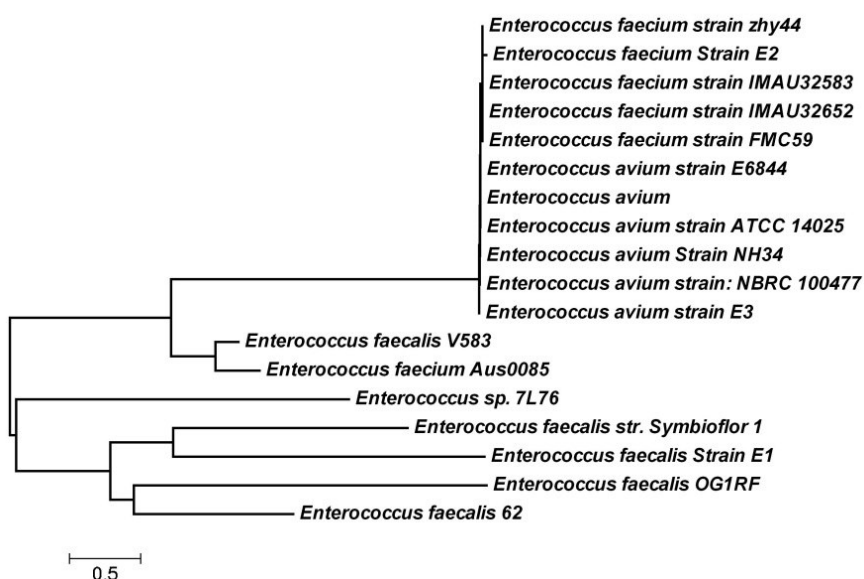 Enterococcus faecium strain zhy44
Enterococcus faecium Strain E2
Enterococcus faecium strain IMAU32583
Enterococcus faecium strain IMAU32652
Enterococcus faecium strain FMC59
Enterococcus avium strain E6844
Enterococcus avium
Enterococcus avium strain ATCC 14025
Enterococcus avium Strain NH34
Enterococcus avium strain: NBRC 100477
Enterococcus avium strain E3
Enterococcus faecalis V583
Enterococcus faecium Aus0085
Enterococcus sp. 7L76
Enterococcus faecalis str. Symbioflor 1
Enterococcus faecalis Strain E1
Enterococcus faecalis OG1RF
Enterococcus faecalis 62
0.5